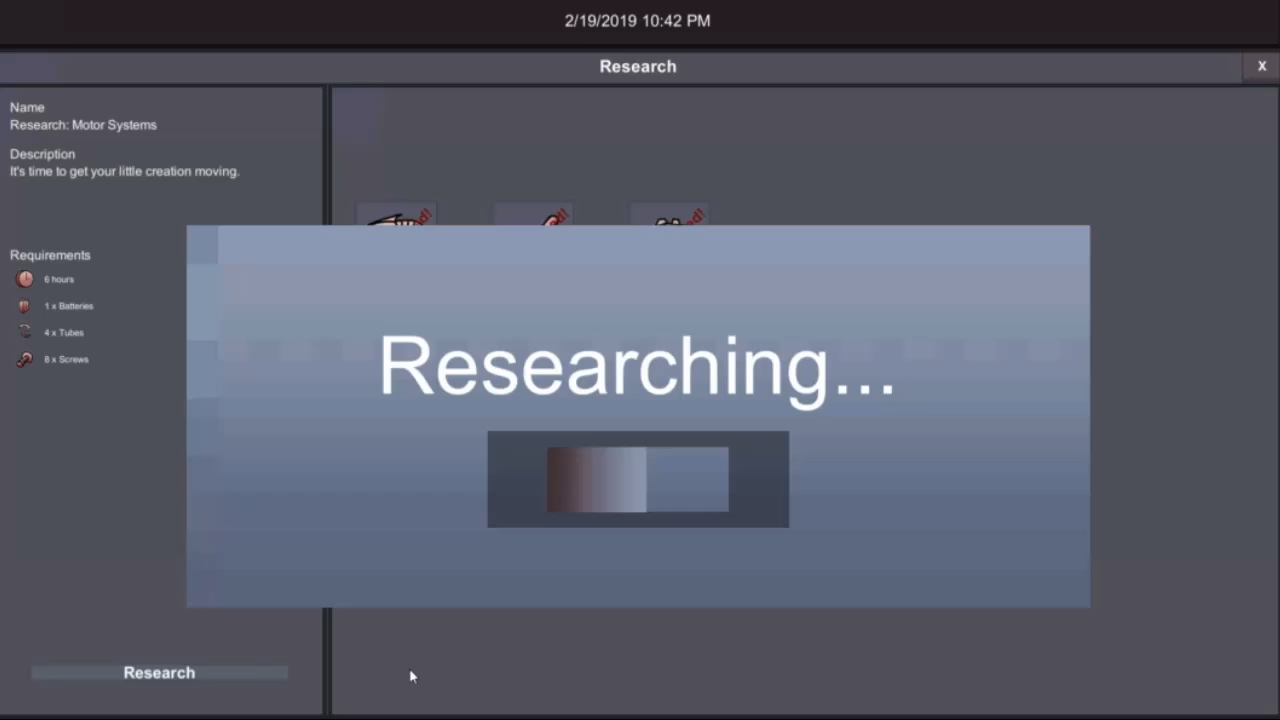 2/19/2019 10:42 PM
Research
X
Name
Research: Motor Systems
Description
It's time to get your little creation moving.
Requirements
6 hours
1 x Batteries
4 x Tubes
8 x Screws
Researching...
Research